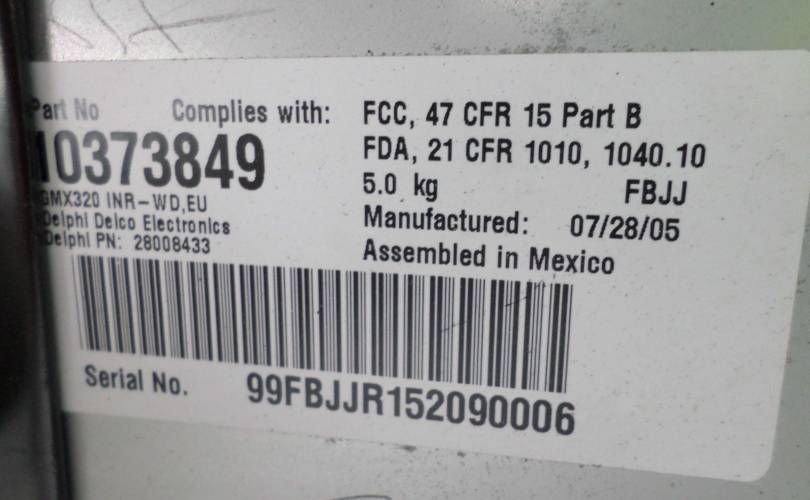 Part No Complies with: FCC, 47 CFR 15 Part B
10373849 FDA, 21 CFR 1010, 1040.10
GMX320 INR-WD,EU 5.0 kg FBJJ
Delphi Delco Electronics Manufactured: 07/28/05
Delphi PN: 28008433 Assembled in Mexico
Serial No. 99FBJJR152090006